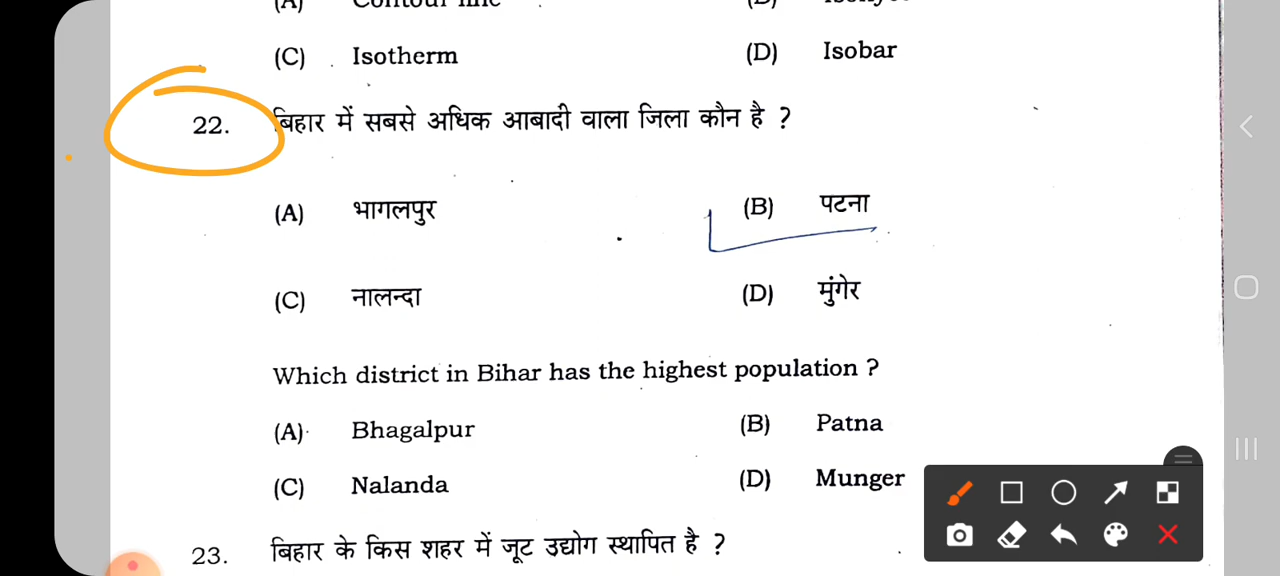 (C) Isotherm (D) Isobar
22. बिहार में सबसे अधिक आबादी वाला जिला कौन है ?
(A) भागलपुर (B) पटना
(C) नालन्दा (D) मुंगेर
Which district in Bihar has the highest population ?
(A) Bhagalpur (B) Patna
(C) Nalanda (D) Munger
23. बिहार के किस शहर में जूट उद्योग स्थापित है ?